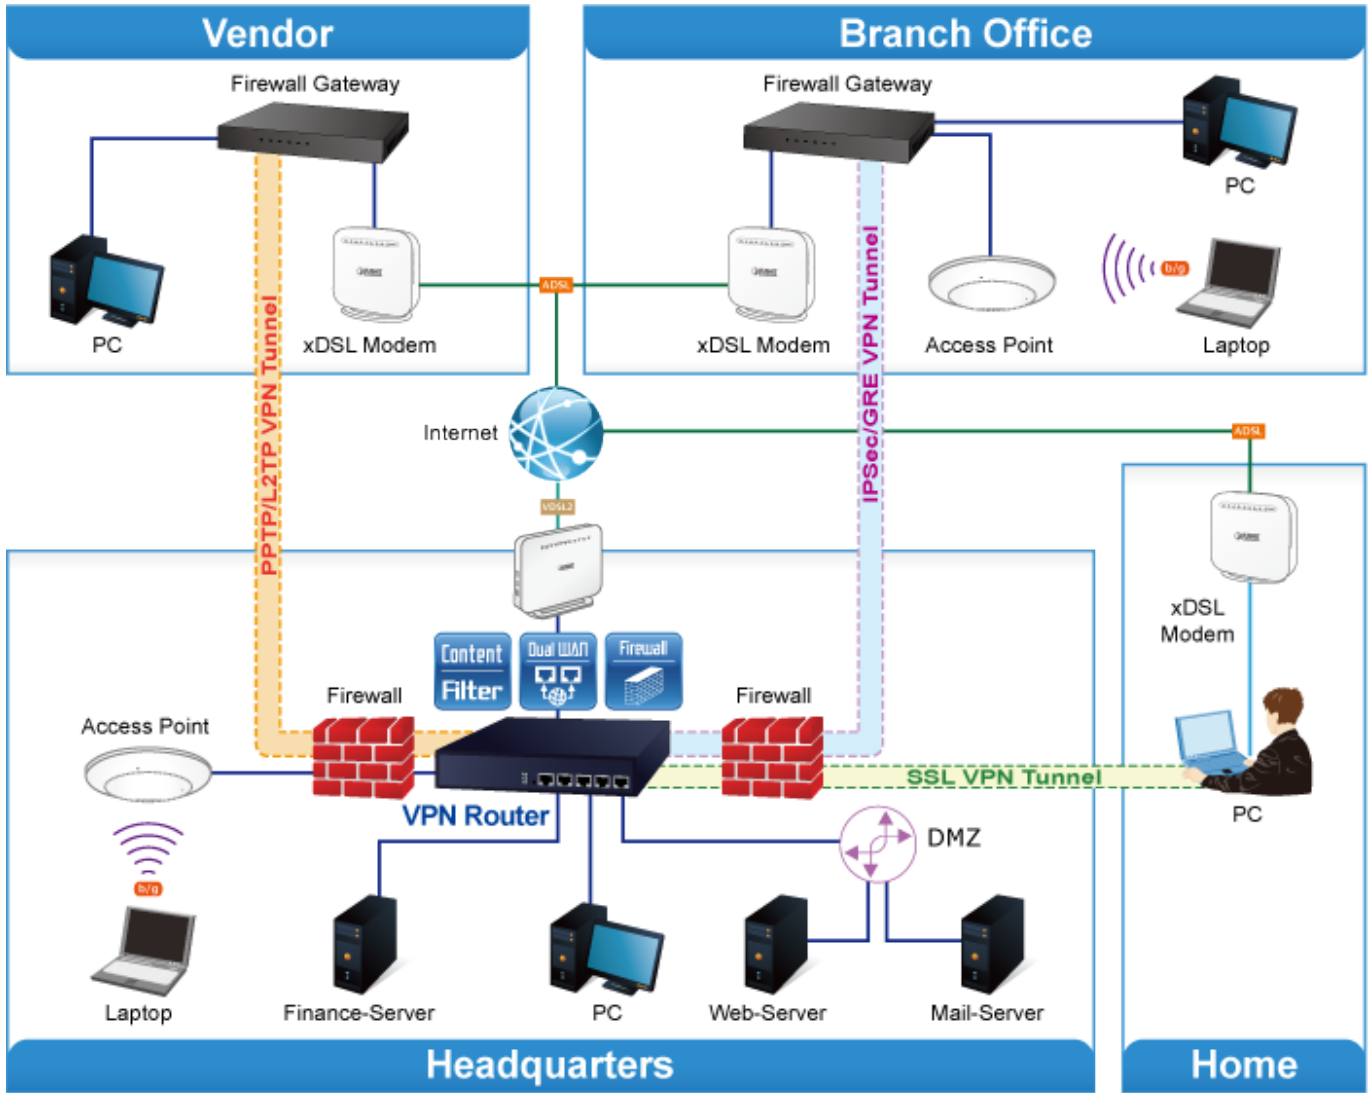 Vendor
Branch Office
Firewall Gateway
Firewall Gateway
PC
PC
xDSL Modem
ADSL
xDSL Modem
Access Point
b/g
Laptop
PPTP/L2TP VPN Tunnel
IPSec/GRE VPN Tunnel
Internet
ADSL
VDSL2
xDSL
Modem
Content
Filter
Dual WAN
Firewall
Firewall
Firewall
Access Point
VPN Router
SSL VPN Tunnel
PC
DMZ
b/g
Laptop
Finance-Server
PC
Web-Server
Mail-Server
Headquarters
Home